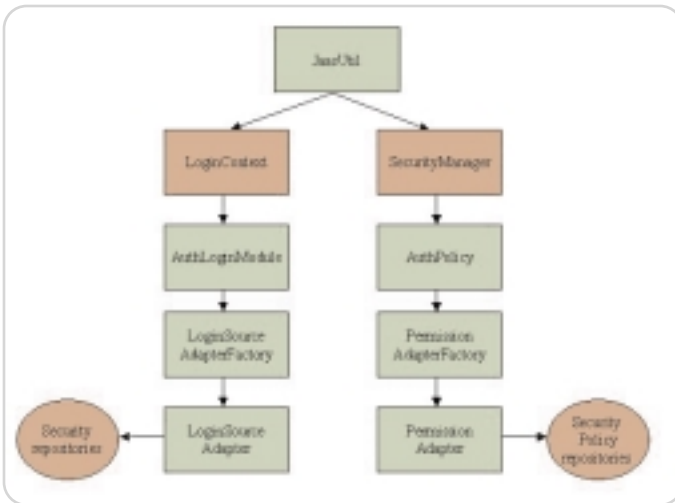 JaasUtil
LoginContext
SecurityManager
AuthLoginModule
AuthPolicy
LoginSource
AdapterFactory
Permission
AdapterFactory
Security
repositories
LoginSource
Adapter
Permission
Adapter
Security
Policy
repositories